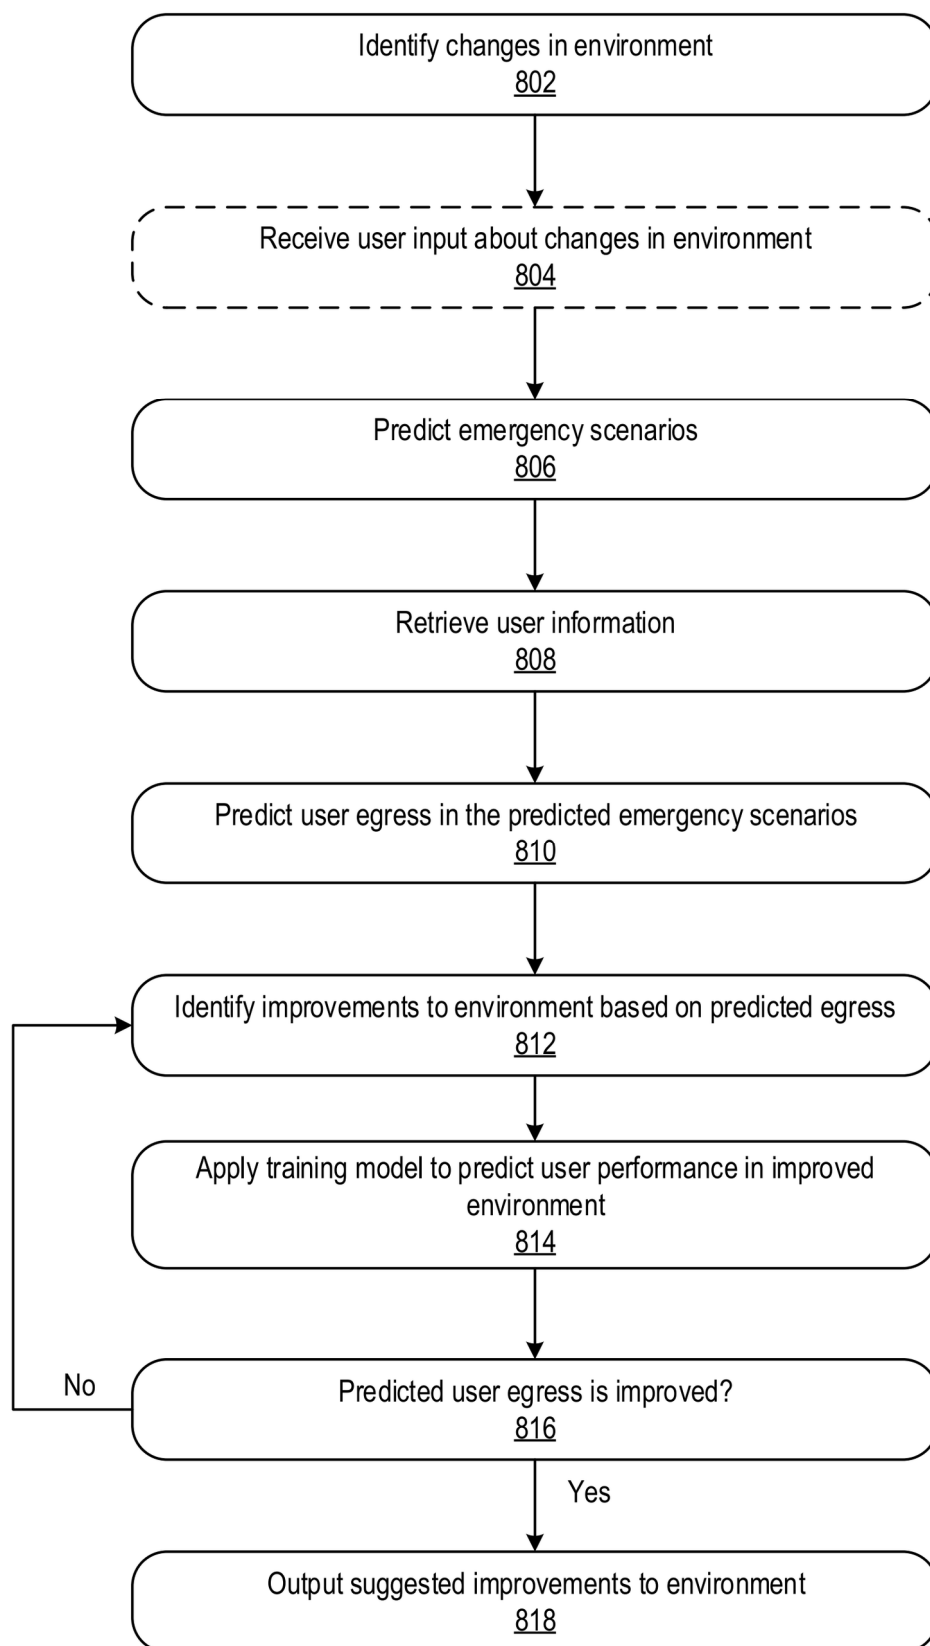 Identify changes in environment
802
Receive user input about changes in environment
804
Predict emergency scenarios
806
Retrieve user information
808
Predict user egress in the predicted emergency scenarios
810
Identify improvements to environment based on predicted egress
812
Apply training model to predict user performance in improved
environment
814
No
Predicted user egress is improved?
816
Yes
Output suggested improvements to environment
818